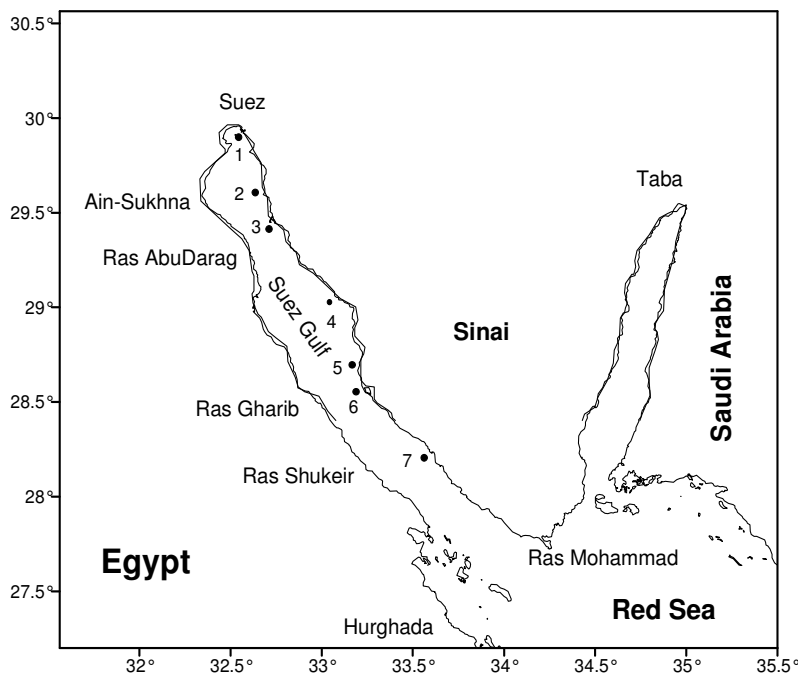 30.5°
Suez
30°
1
Taba
2
29.5°
Ain-Sukhna
3
Ras AbuDarag
Suez Gulf
29°
4
Sinai
Saudi Arabia
5
28.5°
Ras Gharib
6
7
Ras Shukeir
28°
Ras Mohammad
Egypt
27.5°
Red Sea
Hurghada
32° 32.5° 33° 33.5° 34° 34.5° 35° 35.5°